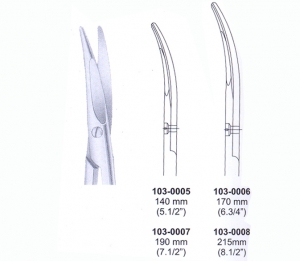 103-0005
140 mm
(5.1/2")
103-0006
170 mm
(6.3/4")
103-0007
190 mm
(7.1/2")
103-0008
215mm
(8.1/2")